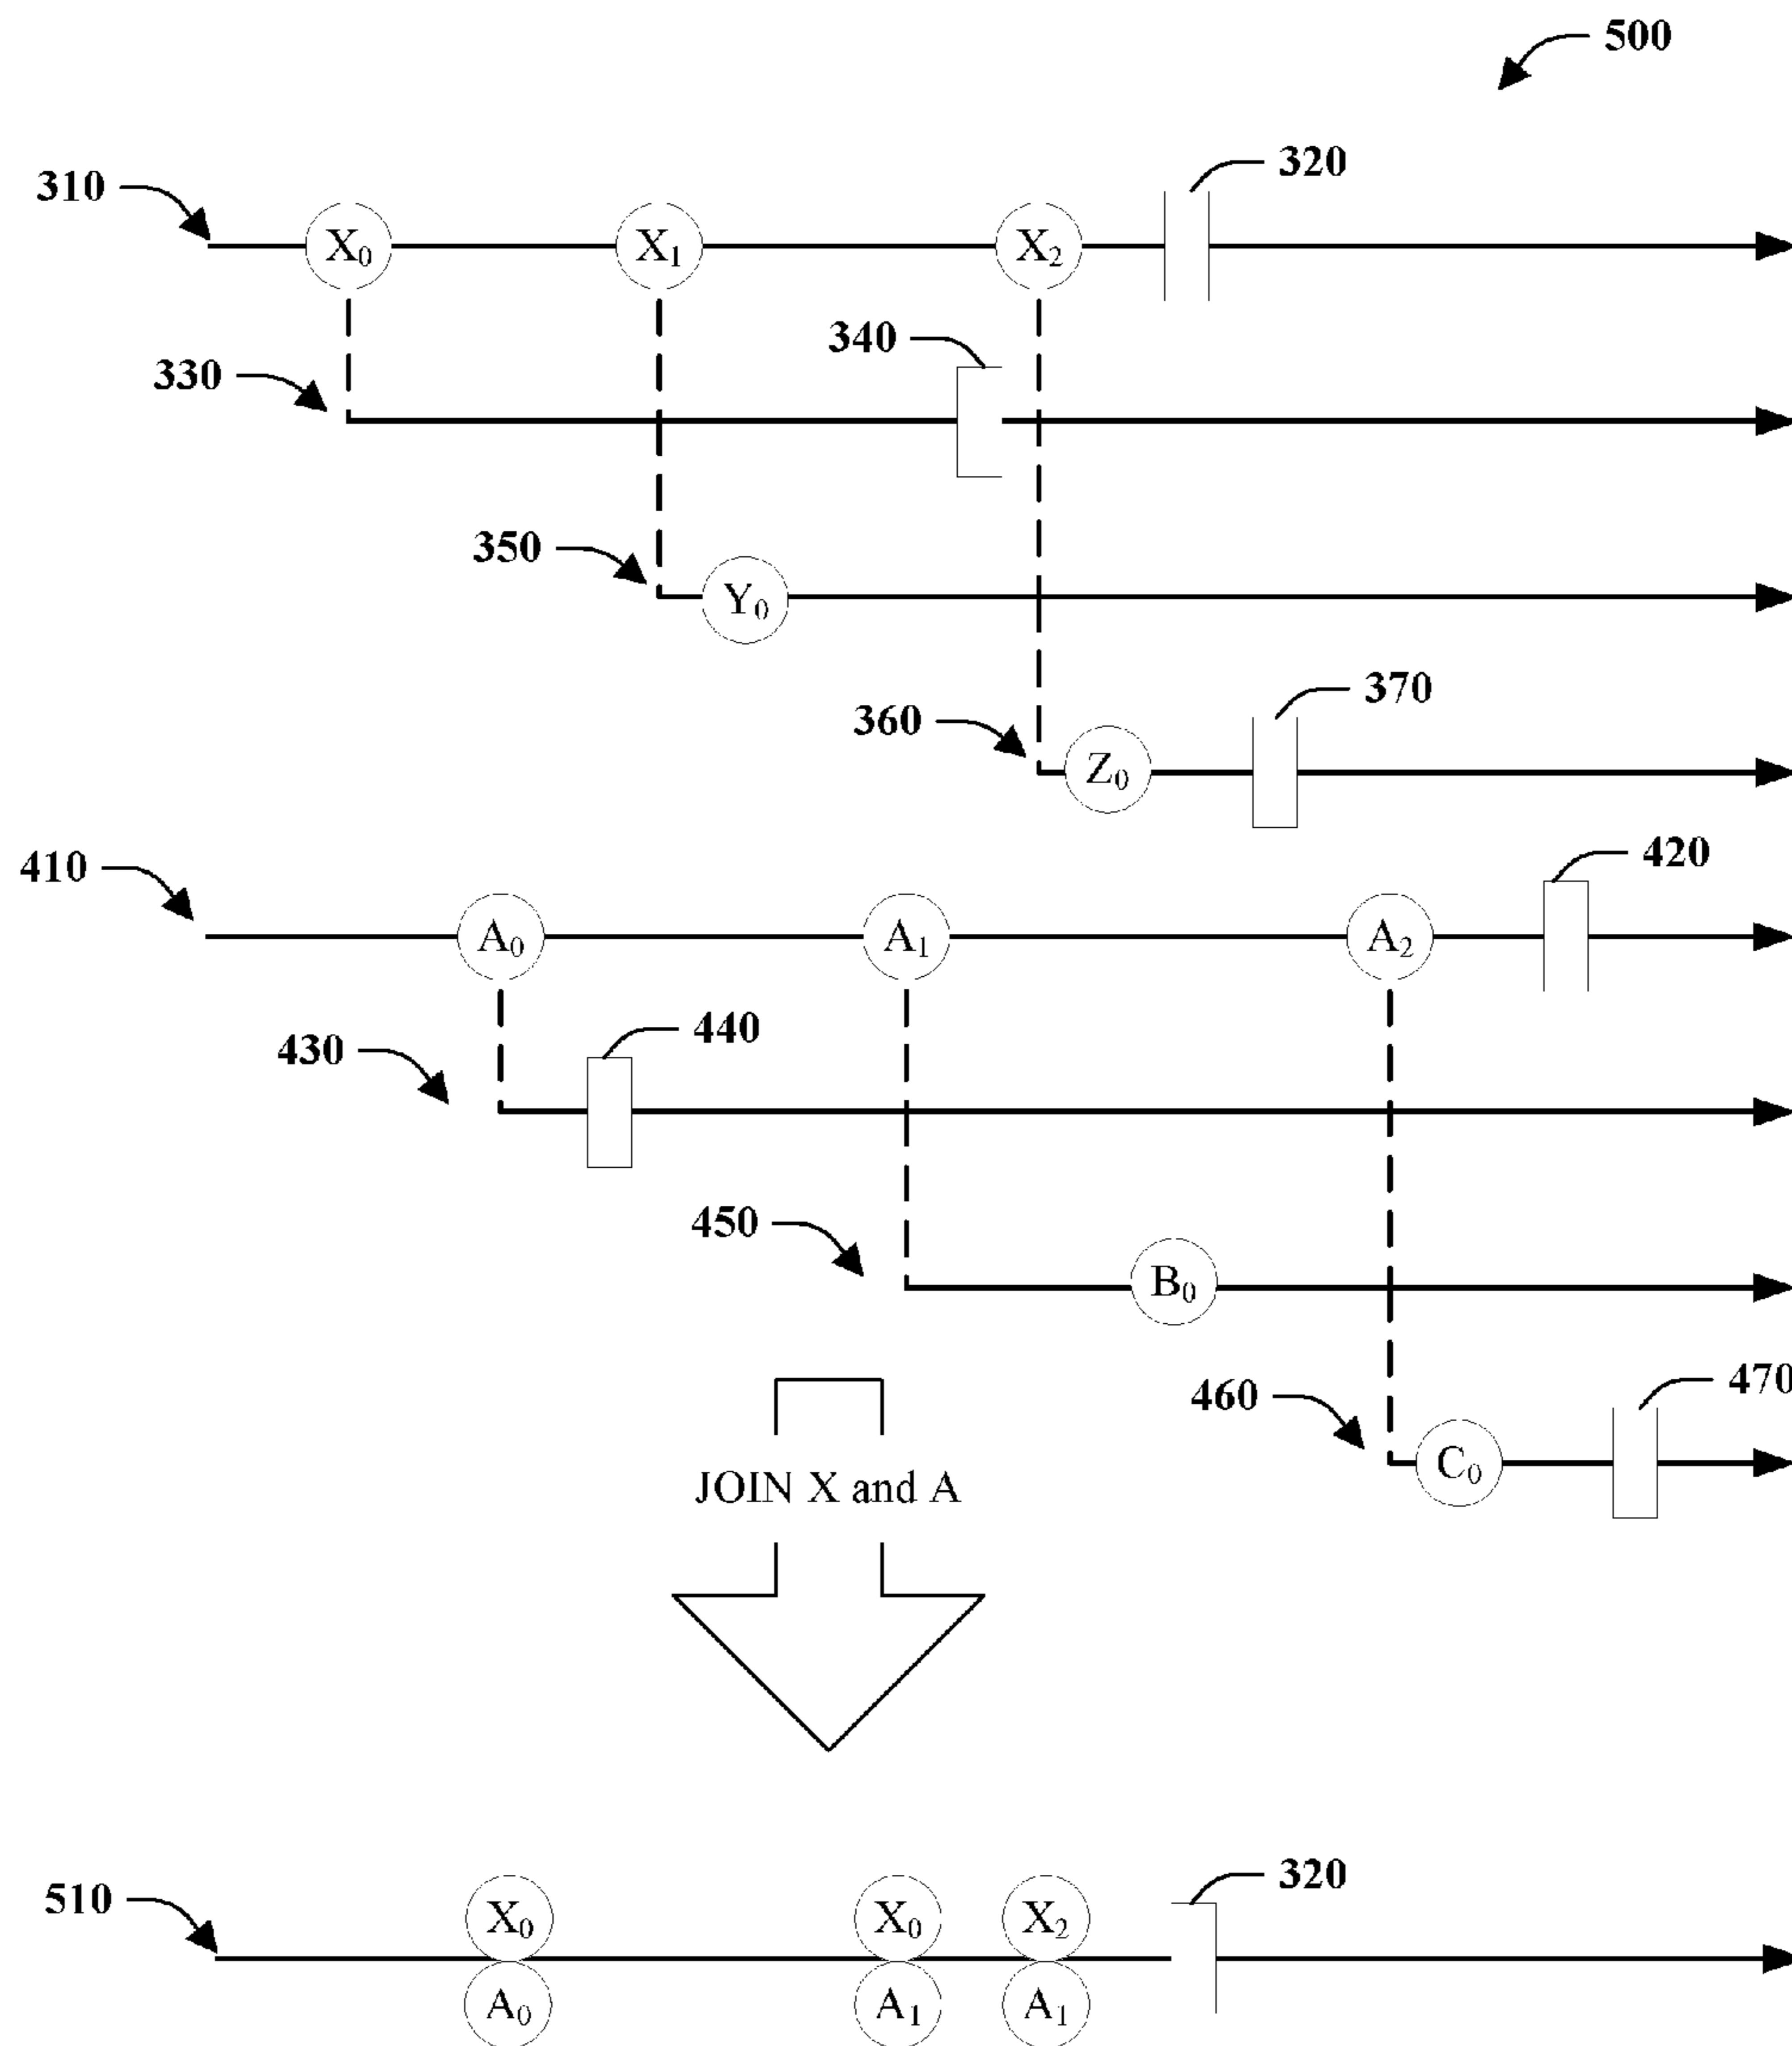 500
320
310
X₀ X₁ X₂
340
330
350
Y₀
370
360
Z₀
420
410
A₀ A₁ A₂
440
430
450
B₀
470
460
C₀
JOIN X and A
320
510
X₀ X₀ X₂
A₀ A₁ A₁